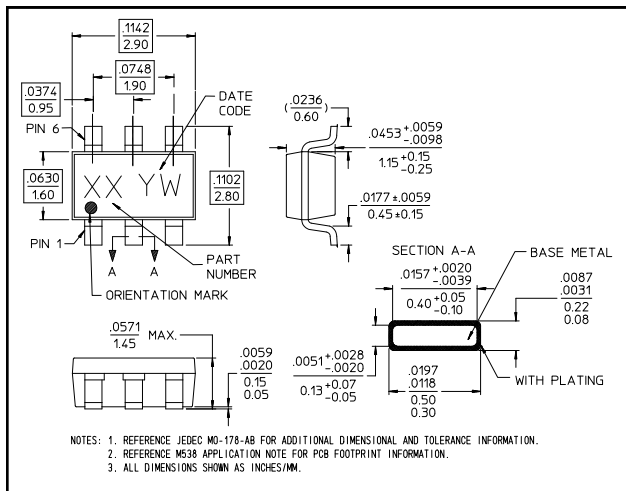 .1142
2.90
.0748
1.90
.0374
0.95
DATE
CODE
PIN 6
XX YW
.0630
1.60
.1102
2.80
PIN 1
A
A
PART
NUMBER
ORIENTATION MARK
(.0236
0.60)
.0453 +.0059
-.0098
1.15 +0.15
-0.25
.0177 ±.0059
0.45 ±0.15
SECTION A-A
BASE METAL
.0157 +.0020
-.0039
0.40 +0.05
-0.10
.0087
.0031
0.22
0.08
.0051 +.0028
-.0020
0.13 +0.07
-0.05
.0197
.0118
0.50
0.30
WITH PLATING
.0571
1.45 MAX.
.0059
.0020
0.15
0.05
NOTES: 1. REFERENCE JEDEC MO-178-AB FOR ADDITIONAL DIMENSIONAL AND TOLERANCE INFORMATION.
2. REFERENCE M538 APPLICATION NOTE FOR PCB FOOTPRINT INFORMATION.
3. ALL DIMENSIONS SHOWN AS INCHES/MM.